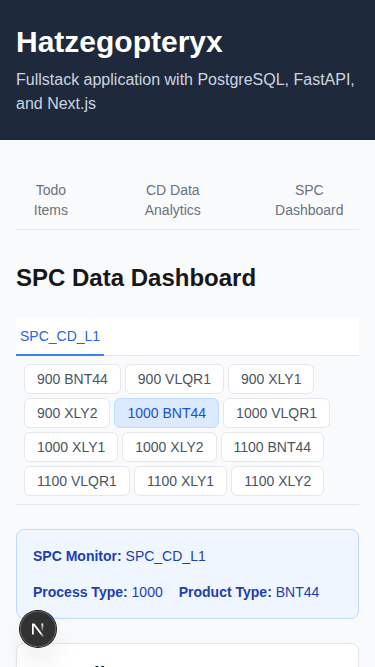 Hatzegopteryx
Fullstack application with PostgreSQL, FastAPI,
and Next.js
Todo Items
CD Data Analytics
SPC Dashboard
SPC Data Dashboard
SPC_CD_L1
900 BNT44 900 VLQR1 900 XLY1
900 XLY2 1000 BNT44 1000 VLQR1
1000 XLY1 1000 XLY2 1100 BNT44
1100 VLQR1 1100 XLY1 1100 XLY2
SPC Monitor: SPC_CD_L1
Process Type: 1000 Product Type: BNT44
N